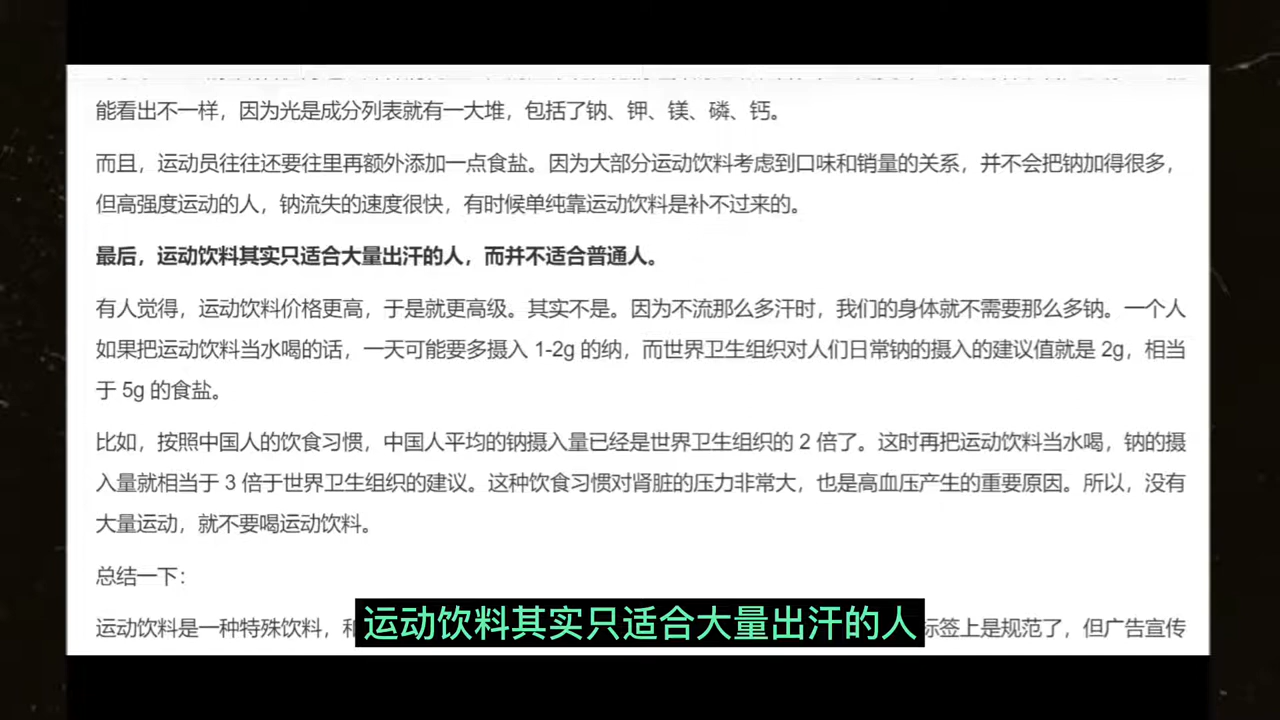 能看出不一样，因为光是成分列表就有一大堆，包括了钠、钾、镁、磷、钙。
而且，运动员往往还要往里再额外添加一点食盐。因为大部分运动饮料考虑到口味和销量的关系，并不会把钠加得很多，
但高强度运动的人，钠流失的速度很快，有时候单纯靠运动饮料是补不过来的。
最后，运动饮料其实只适合大量出汗的人，而并不适合普通人。
有人觉得，运动饮料价格更高，于是就更高级。其实不是。因为不流那么多汗时，我们的身体就不需要那么多钠。一个人
如果把运动饮料当水喝的话，一天可能要多摄入 1-2g 的纳，而世界卫生组织对人们日常钠的摄入的建议值就是 2g，相当
于 5g 的食盐。
比如，按照中国人的饮食习惯，中国人平均的钠摄入量已经是世界卫生组织的 2 倍了。这时再把运动饮料当水喝，钠的摄
入量就相当于 3 倍于世界卫生组织的建议。这种饮食习惯对肾脏的压力非常大，也是高血压产生的重要原因。所以，没有
大量运动，就不要喝运动饮料。
总结一下：
运动饮料是一种特殊饮料，和
标签上是规范了，但广告宣传
运动饮料其实只适合大量出汗的人